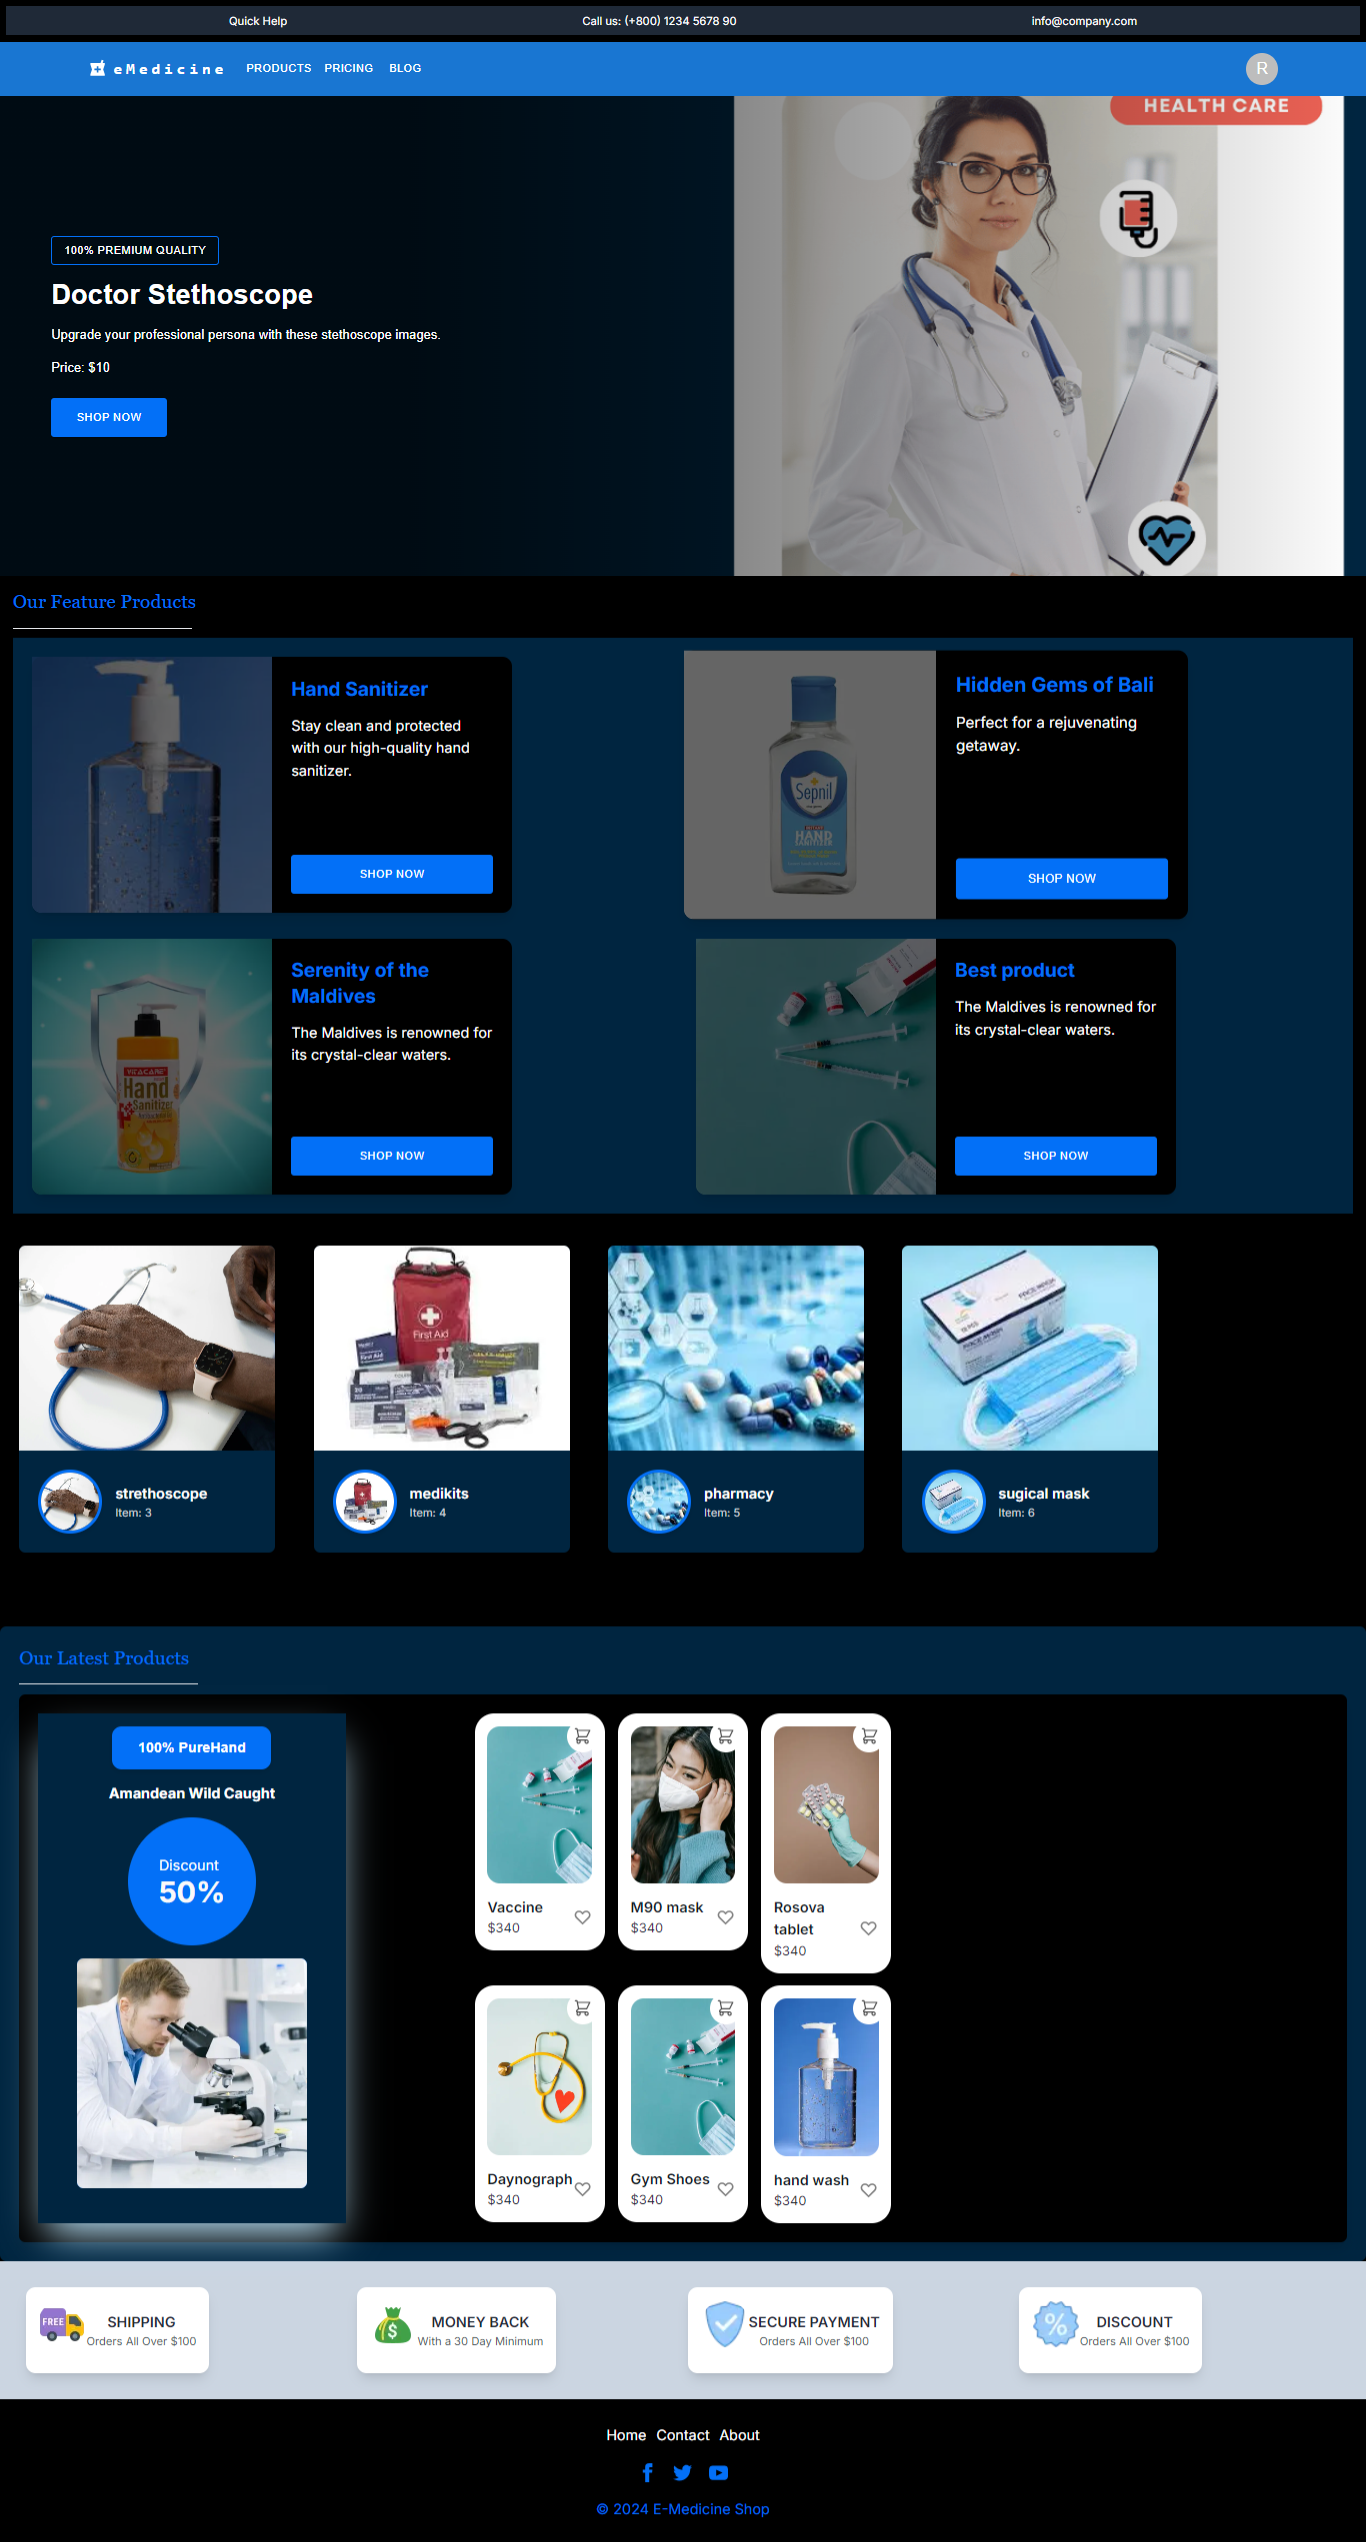 Quick Help
Call us: (+800) 1234 5678 90
info@company.com
eMedicine
PRODUCTS
PRICING
BLOG
R
HEALTH CARE
100% PREMIUM QUALITY
Doctor Stethoscope
Upgrade your professional persona with these stethoscope images.
Price: $10
SHOP NOW
Our Feature Products
Hand Sanitizer
Stay clean and protected
with our high-quality hand
sanitizer.
SHOP NOW
Sepnil
INSTANT
HAND
SANITIZER
Hidden Gems of Bali
Perfect for a rejuvenating
getaway.
SHOP NOW
VITACARE
Hand
Sanitizer
Serenity of the
Maldives
The Maldives is renowned for
its crystal-clear waters.
SHOP NOW
Best product
The Maldives is renowned for
its crystal-clear waters.
SHOP NOW
First Aid
FACE MASK
strethoscope
Item: 3
medikits
Item: 4
pharmacy
Item: 5
sugical mask
Item: 6
Our Latest Products
100% PureHand
Amandean Wild Caught
Discount
50%
Vaccine
$340
M90 mask
$340
Rosova
tablet
$340
Daynograph
$340
Gym Shoes
$340
hand wash
$340
FREE
SHIPPING
Orders All Over $100
MONEY BACK
With a 30 Day Minimum
SECURE PAYMENT
Orders All Over $100
%
DISCOUNT
Orders All Over $100
Home Contact About
© 2024 E-Medicine Shop